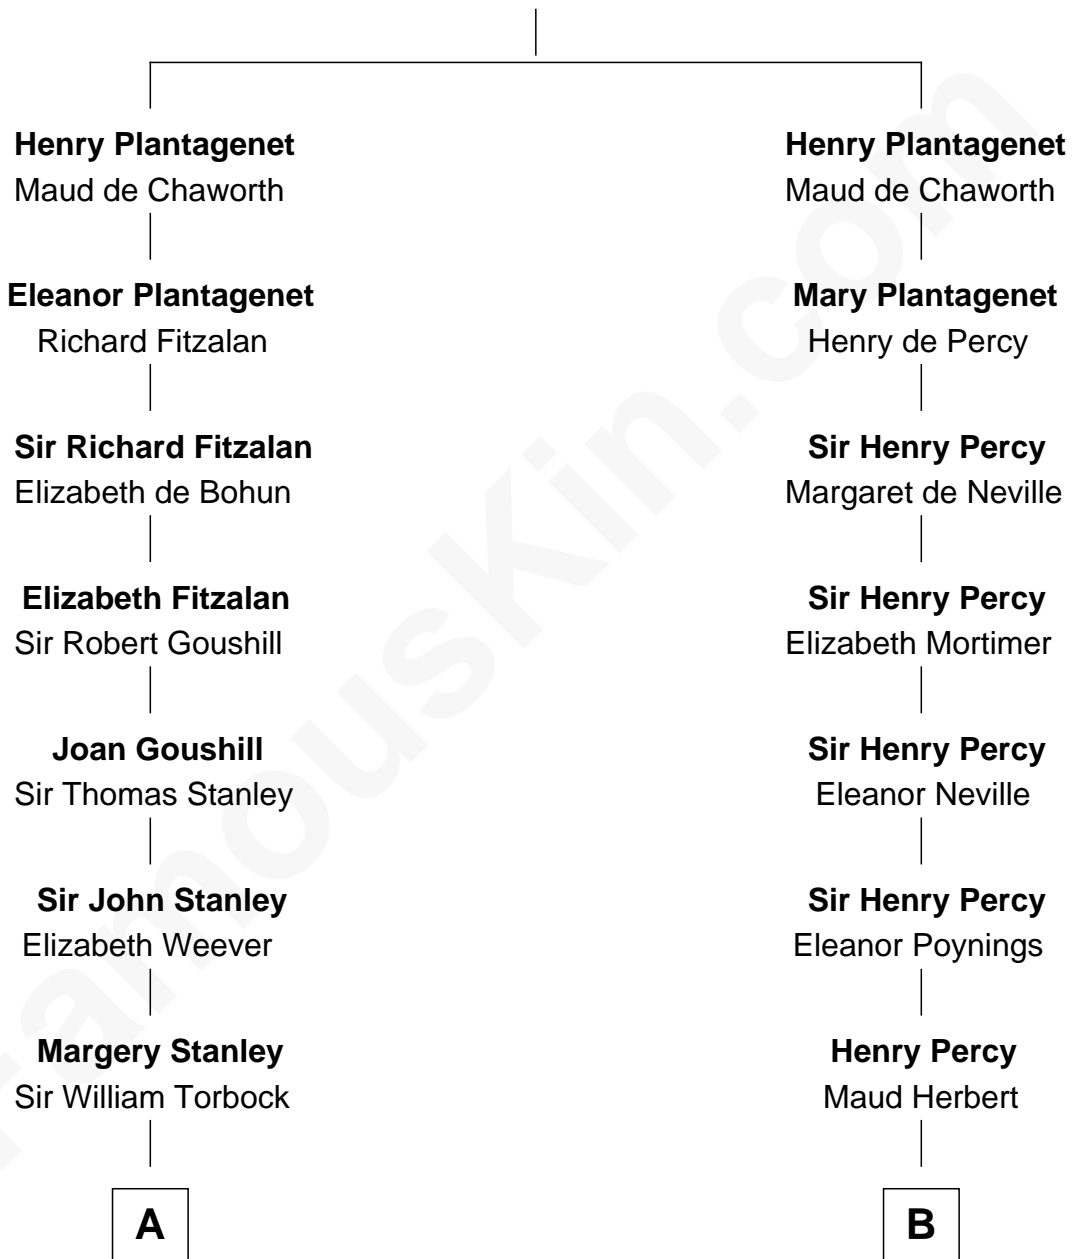 Henry Plantagenet
Maud de Chaworth
Eleanor Plantagenet
Richard Fitzalan
Sir Richard Fitzalan
Elizabeth de Bohun
Elizabeth Fitzalan
Sir Robert Goushill
Joan Goushill
Sir Thomas Stanley
Sir John Stanley
Elizabeth Weever
Margery Stanley
Sir William Torbock
A
Henry Plantagenet
Maud de Chaworth
Mary Plantagenet
Henry de Percy
Sir Henry Percy
Margaret de Neville
Sir Henry Percy
Elizabeth Mortimer
Sir Henry Percy
Eleanor Neville
Sir Henry Percy
Eleanor Poynings
Henry Percy
Maud Herbert
B
FamousKin.com